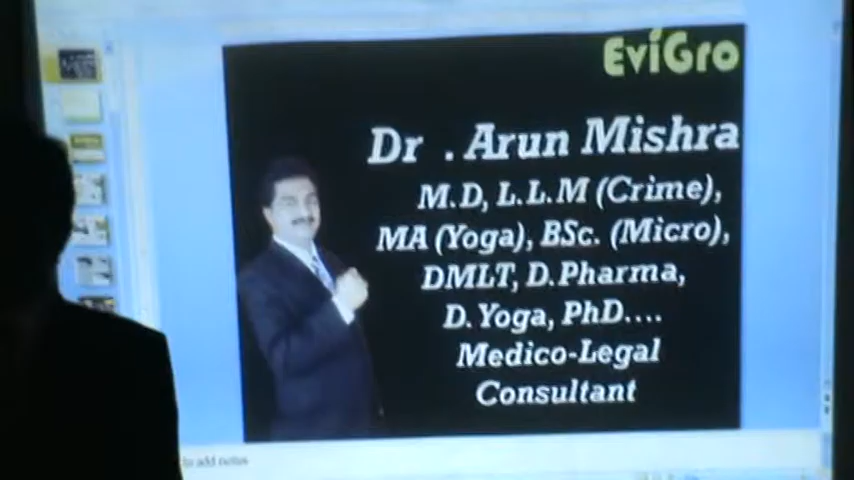 EviGro
Dr . Arun Mishra
M.D, L.L.M (Crime),
MA (Yoga), BSc. (Micro),
DMLT, D.Pharma,
D.Yoga, PhD....
Medico-Legal
Consultant
to add notes